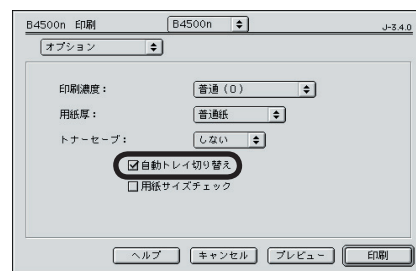 B4500n 印刷 B4500n J-3.4.0
オプション
印刷濃度： 普通（0）
用紙厚： 普通紙
トナーセーブ： しない
自動トレイ切り替え
用紙サイズチェック
ヘルプ キャンセル プレビュー 印刷